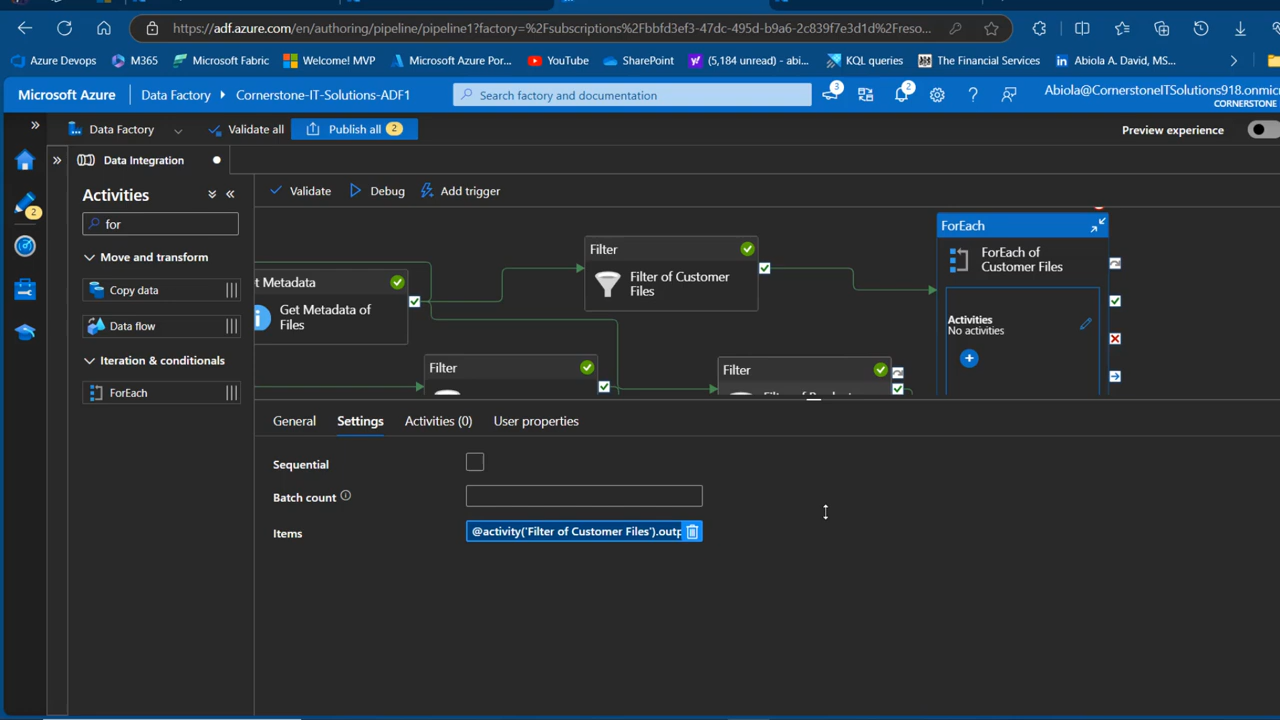 https://adf.azure.com/en/authoring/pipeline/pipeline1?factory=%2Fsubscriptions%2Fbbfd3ef3-47dc-495d-b9a6-2c839f7e3d1d%2Freso...
Azure Devops
M365
Microsoft Fabric
Welcome! MVP
Microsoft Azure Por...
YouTube
SharePoint
(5,184 unread) - abi...
KQL queries
The Financial Services
Abiola A. David, MS...
Microsoft Azure
Data Factory
Cornerstone-IT-Solutions-ADF1
Search factory and documentation
3
2
Abiola@CornerstoneITSolutions918.onmic
CORNERSTONE
Data Factory
Validate all
Publish all
2
Preview experience
Data Integration
2
Activities
for
Move and transform
Copy data
Data flow
Iteration & conditionals
ForEach
Validate
Debug
Add trigger
t Metadata
Get Metadata of
Files
Filter
Filter of Customer
Files
Filter
Filter
ForEach
ForEach of
Customer Files
Activities
No activities
General
Settings
Activities (0)
User properties
Sequential
Batch count
Items
@activity('Filter of Customer Files').outp